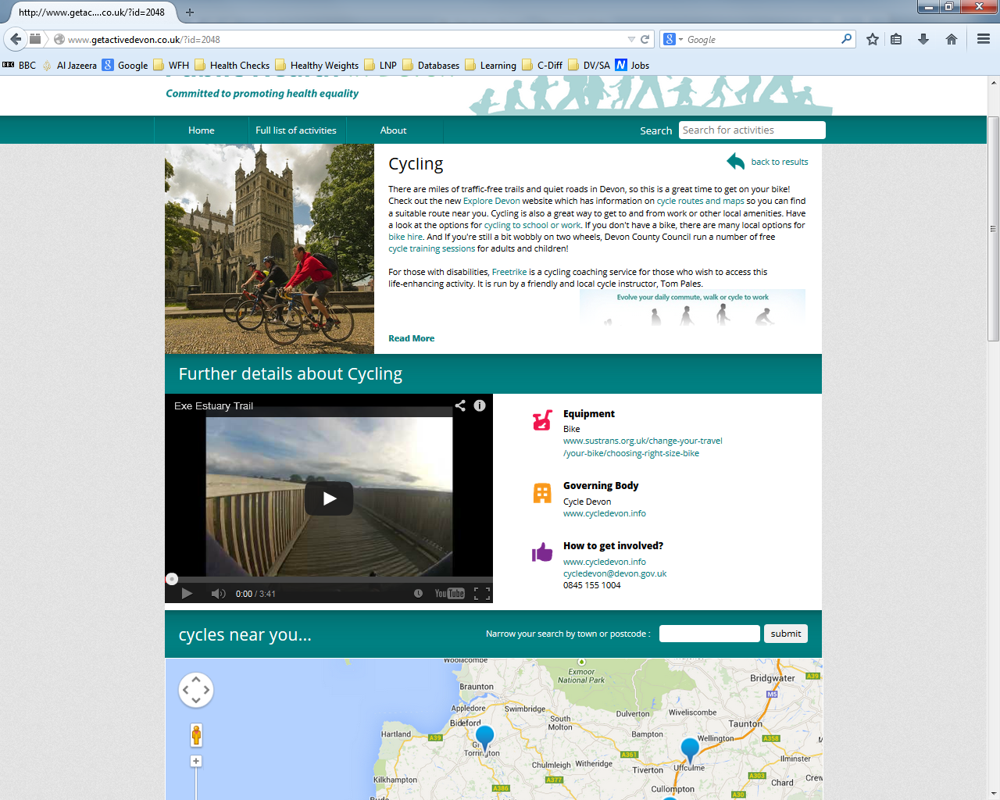 http://www.getac....co.uk/?id=2048
www.getactivedevon.co.uk/?id=2048
Google
BBC
Al Jazeera
Google
WFH
Health Checks
Healthy Weights
LNP
Databases
Learning
C-Diff
DV/SA
Jobs
Committed to promoting health equality
Home
Full list of activities
About
Search
Search for activities
Cycling
back to results
There are miles of traffic-free trails and quiet roads in Devon, so this is a great time to get on your bike!
Check out the new Explore Devon website which has information on cycle routes and maps so you can find
a suitable route near you. Cycling is also a great way to get to and from work or other local amenities. Have
a look at the options for cycling to school or work. If you don't have a bike, there are many local options for
bike hire. And If you're still a bit wobbly on two wheels, Devon County Council run a number of free
cycle training sessions for adults and children!
For those with disabilities, Freetrike is a cycling coaching service for those who wish to access this
life-enhancing activity. It is run by a friendly and local cycle instructor, Tom Pales.
Evolve your daily commute, walk or cycle to work
Read More
Further details about Cycling
Exe Estuary Trail
0:00 / 3:41
YouTube
Equipment
Bike
www.sustrans.org.uk/change-your-travel
/your-bike/choosing-right-size-bike
Governing Body
Cycle Devon
www.cycledevon.info
How to get involved?
www.cycledevon.info
cycledevon@devon.gov.uk
0845 155 1004
cycles near you...
Narrow your search by town or postcode :
submit
Woolacombe
Exmoor
National Park
Bridgwater
A39
M5
Braunton
Appledore
Swimbridge
Dulverton
Wiveliscombe
Bideford
South
Molton
Taunton
Hartland
A39
Bampton
Wellington
A358
Torrington
A361
Ilminster
Chulmleigh
Witheridge
Tiverton
Uffculme
Kilkhampton
A377
A303
Chard
Crew
A386
Cullompton
A30